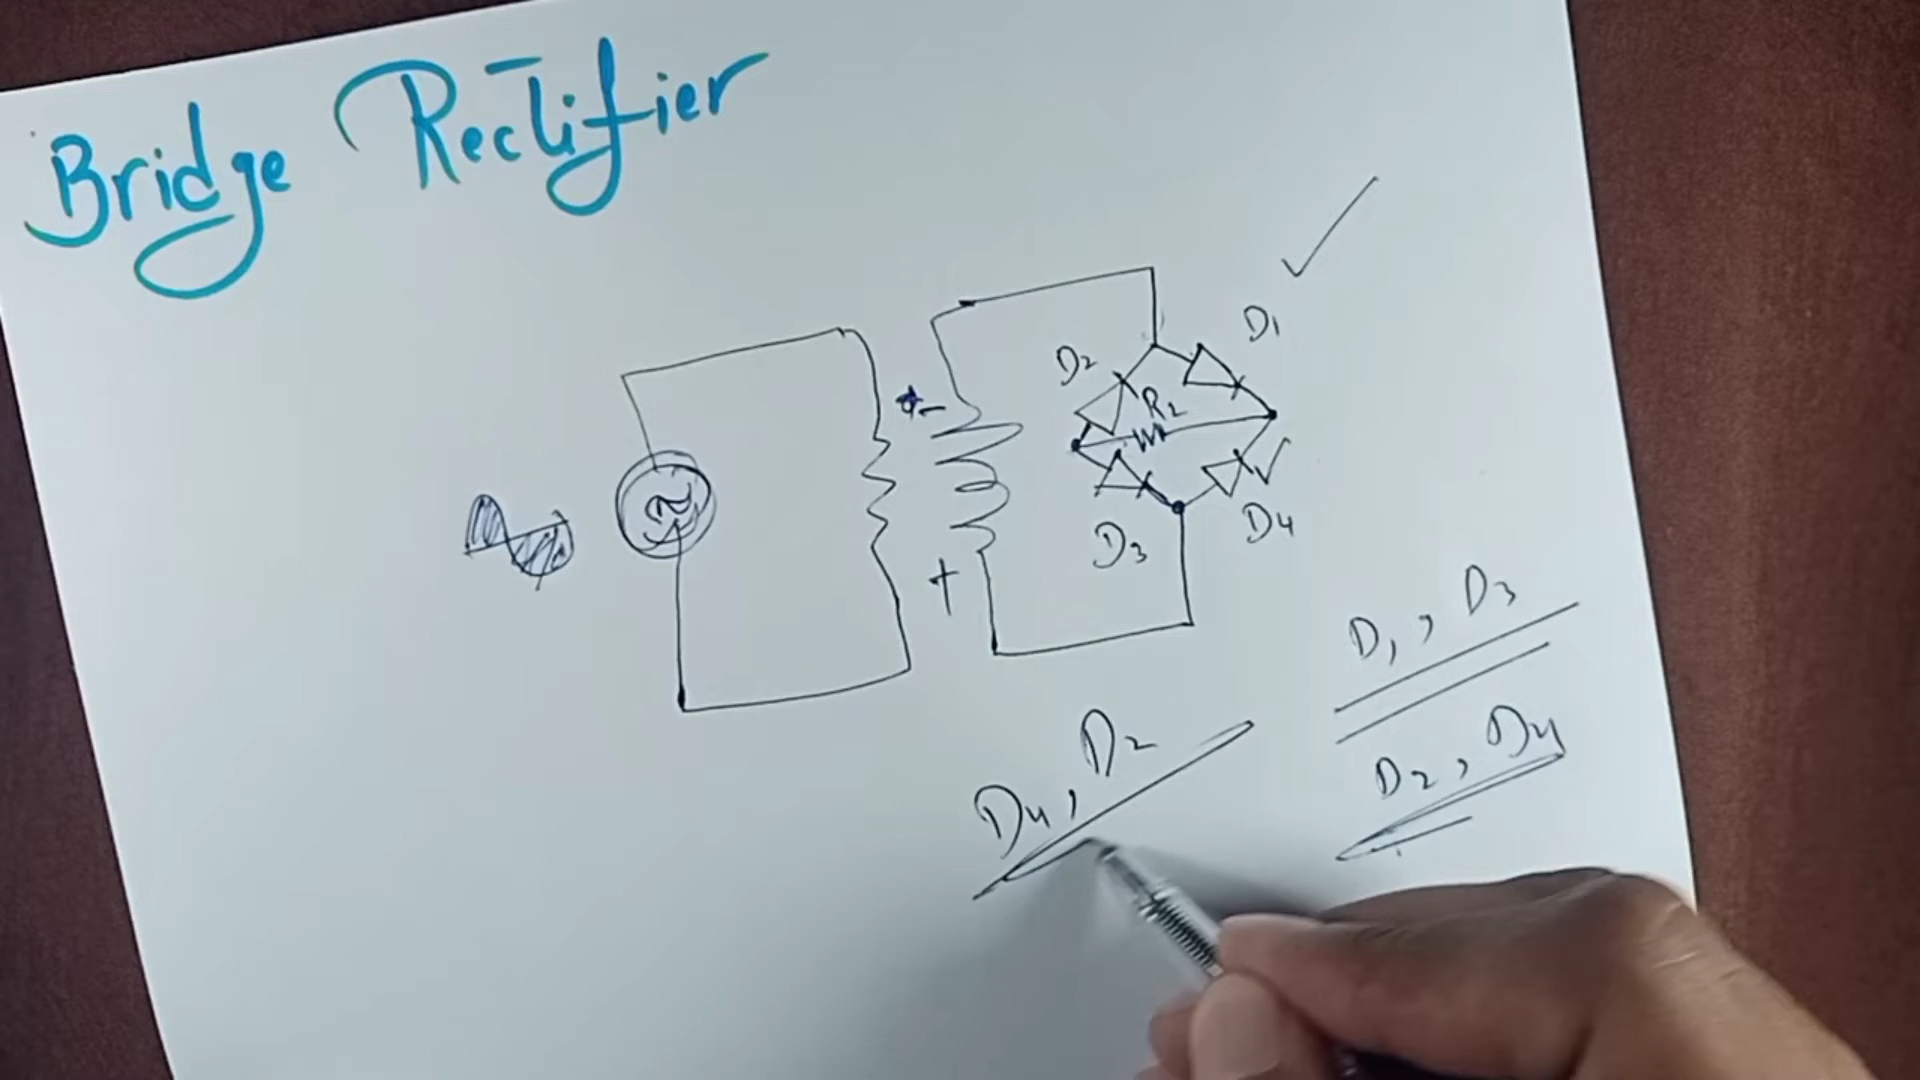 Bridge Rectifier
D1
D2
R2
D3
D4
-
+
D1, D3
D2, D4
D4, D2